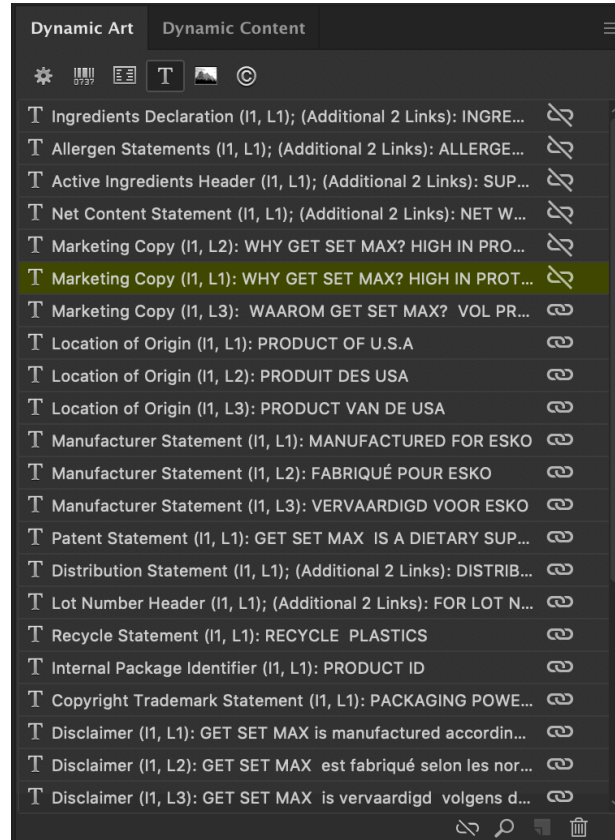 Dynamic Art Dynamic Content
0737 T ©
T Ingredients Declaration (I1, L1); (Additional 2 Links): INGRE...
T Allergen Statements (I1, L1); (Additional 2 Links): ALLERGE...
T Active Ingredients Header (I1, L1); (Additional 2 Links): SUP...
T Net Content Statement (I1, L1); (Additional 2 Links): NET W...
T Marketing Copy (I1, L2): WHY GET SET MAX? HIGH IN PRO...
T Marketing Copy (I1, L1): WHY GET SET MAX? HIGH IN PROT...
T Marketing Copy (I1, L3): WAAROM GET SET MAX? VOL PR...
T Location of Origin (I1, L1): PRODUCT OF U.S.A
T Location of Origin (I1, L2): PRODUIT DES USA
T Location of Origin (I1, L3): PRODUCT VAN DE USA
T Manufacturer Statement (I1, L1): MANUFACTURED FOR ESKO
T Manufacturer Statement (I1, L2): FABRIQUÉ POUR ESKO
T Manufacturer Statement (I1, L3): VERVAARDIGD VOOR ESKO
T Patent Statement (I1, L1): GET SET MAX IS A DIETARY SUP...
T Distribution Statement (I1, L1); (Additional 2 Links): DISTRIB...
T Lot Number Header (I1, L1); (Additional 2 Links): FOR LOT N...
T Recycle Statement (I1, L1): RECYCLE PLASTICS
T Internal Package Identifier (I1, L1): PRODUCT ID
T Copyright Trademark Statement (I1, L1): PACKAGING POWE...
T Disclaimer (I1, L1): GET SET MAX is manufactured accordin...
T Disclaimer (I1, L2): GET SET MAX est fabriqué selon les nor...
T Disclaimer (I1, L3): GET SET MAX is vervaardigd volgens d...